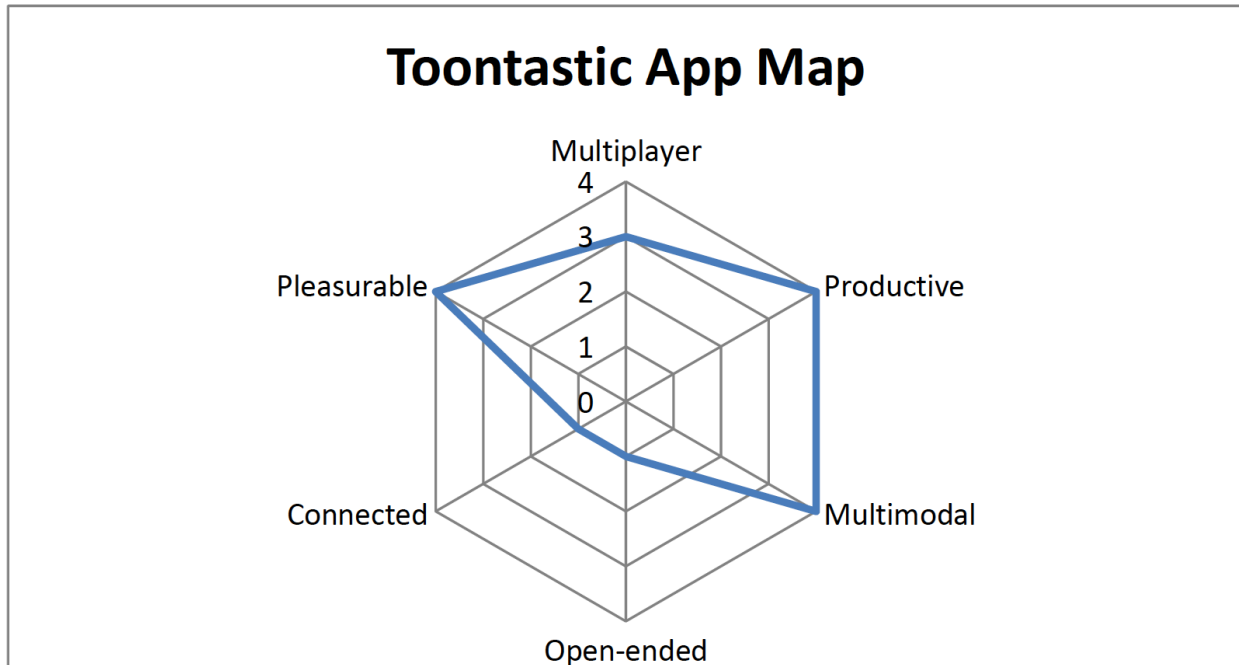 Toontastic App Map
Multiplayer
4
3
Pleasurable
Productive
2
1
0
Connected
Multimodal
Open-ended